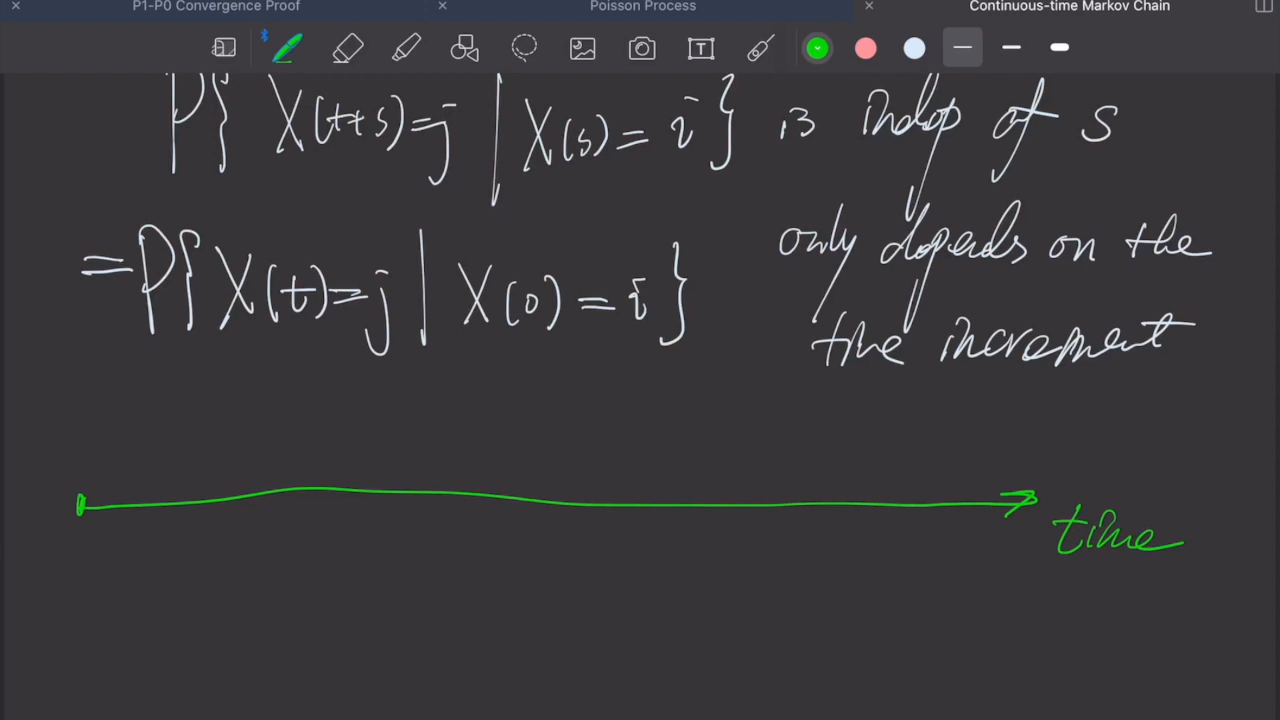 P1-P0 Convergence Proof
Poisson Process
Continuous-time Markov Chain
P{ X(t+s)=j | X(s)=i } is indep of s
=P{ X(t)=j | X(0)=i } only depends on the
time increment
time